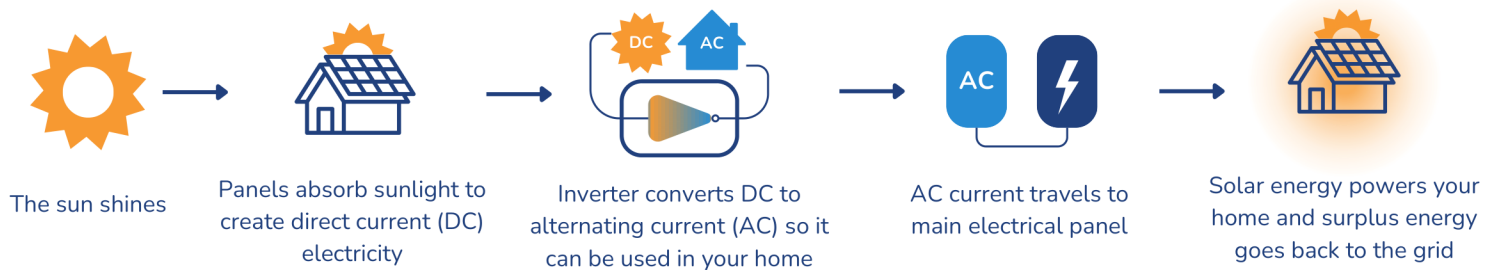 DC
AC
AC
The sun shines
Panels absorb sunlight to
create direct current (DC)
electricity
Inverter converts DC to
alternating current (AC) so it
can be used in your home
AC current travels to
main electrical panel
Solar energy powers your
home and surplus energy
goes back to the grid